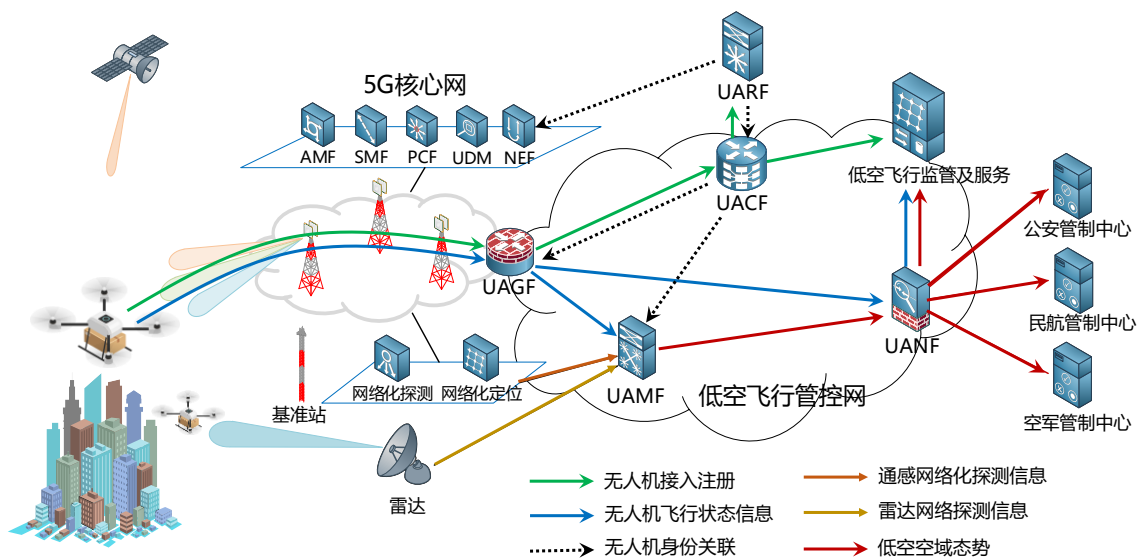 5G核心网
AMF
SMF
PCF
UDM
NEF
UARF
UACF
低空飞行监管及服务
公安管制中心
UAGF
民航管制中心
UANF
网络化探测
网络化定位
UAMF
低空飞行管控网
空军管制中心
基准站
雷达
无人机接入注册
通感网络化探测信息
无人机飞行状态信息
雷达网络探测信息
无人机身份关联
低空空域态势